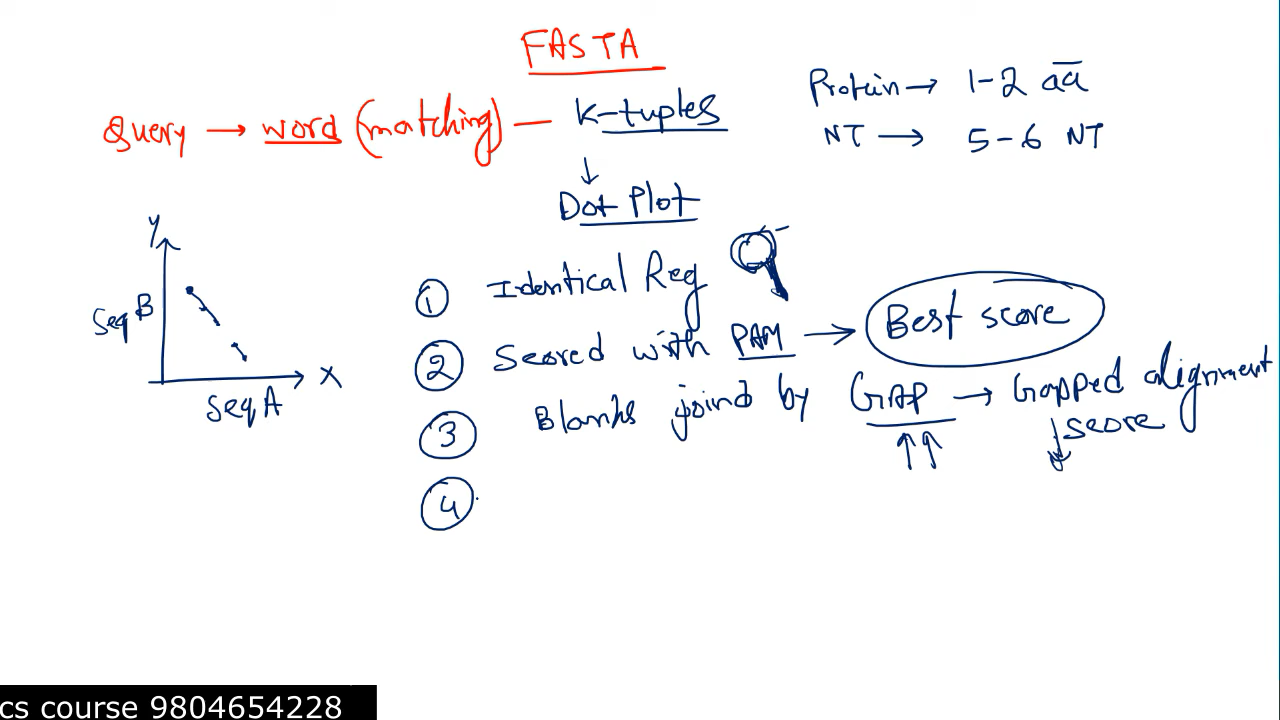 FASTA
Query → word (matching) — K-tuples
Protein → 1-2 aa
NT → 5-6 NT
↓
Dot Plot
Y
Seq B
X
Seq A
① Identical Reg
② Scored with PAM → Best score
③ Blanks joind by GAP → Gapped alignment
↑↑ ↓ score
④
cs course 9804654228